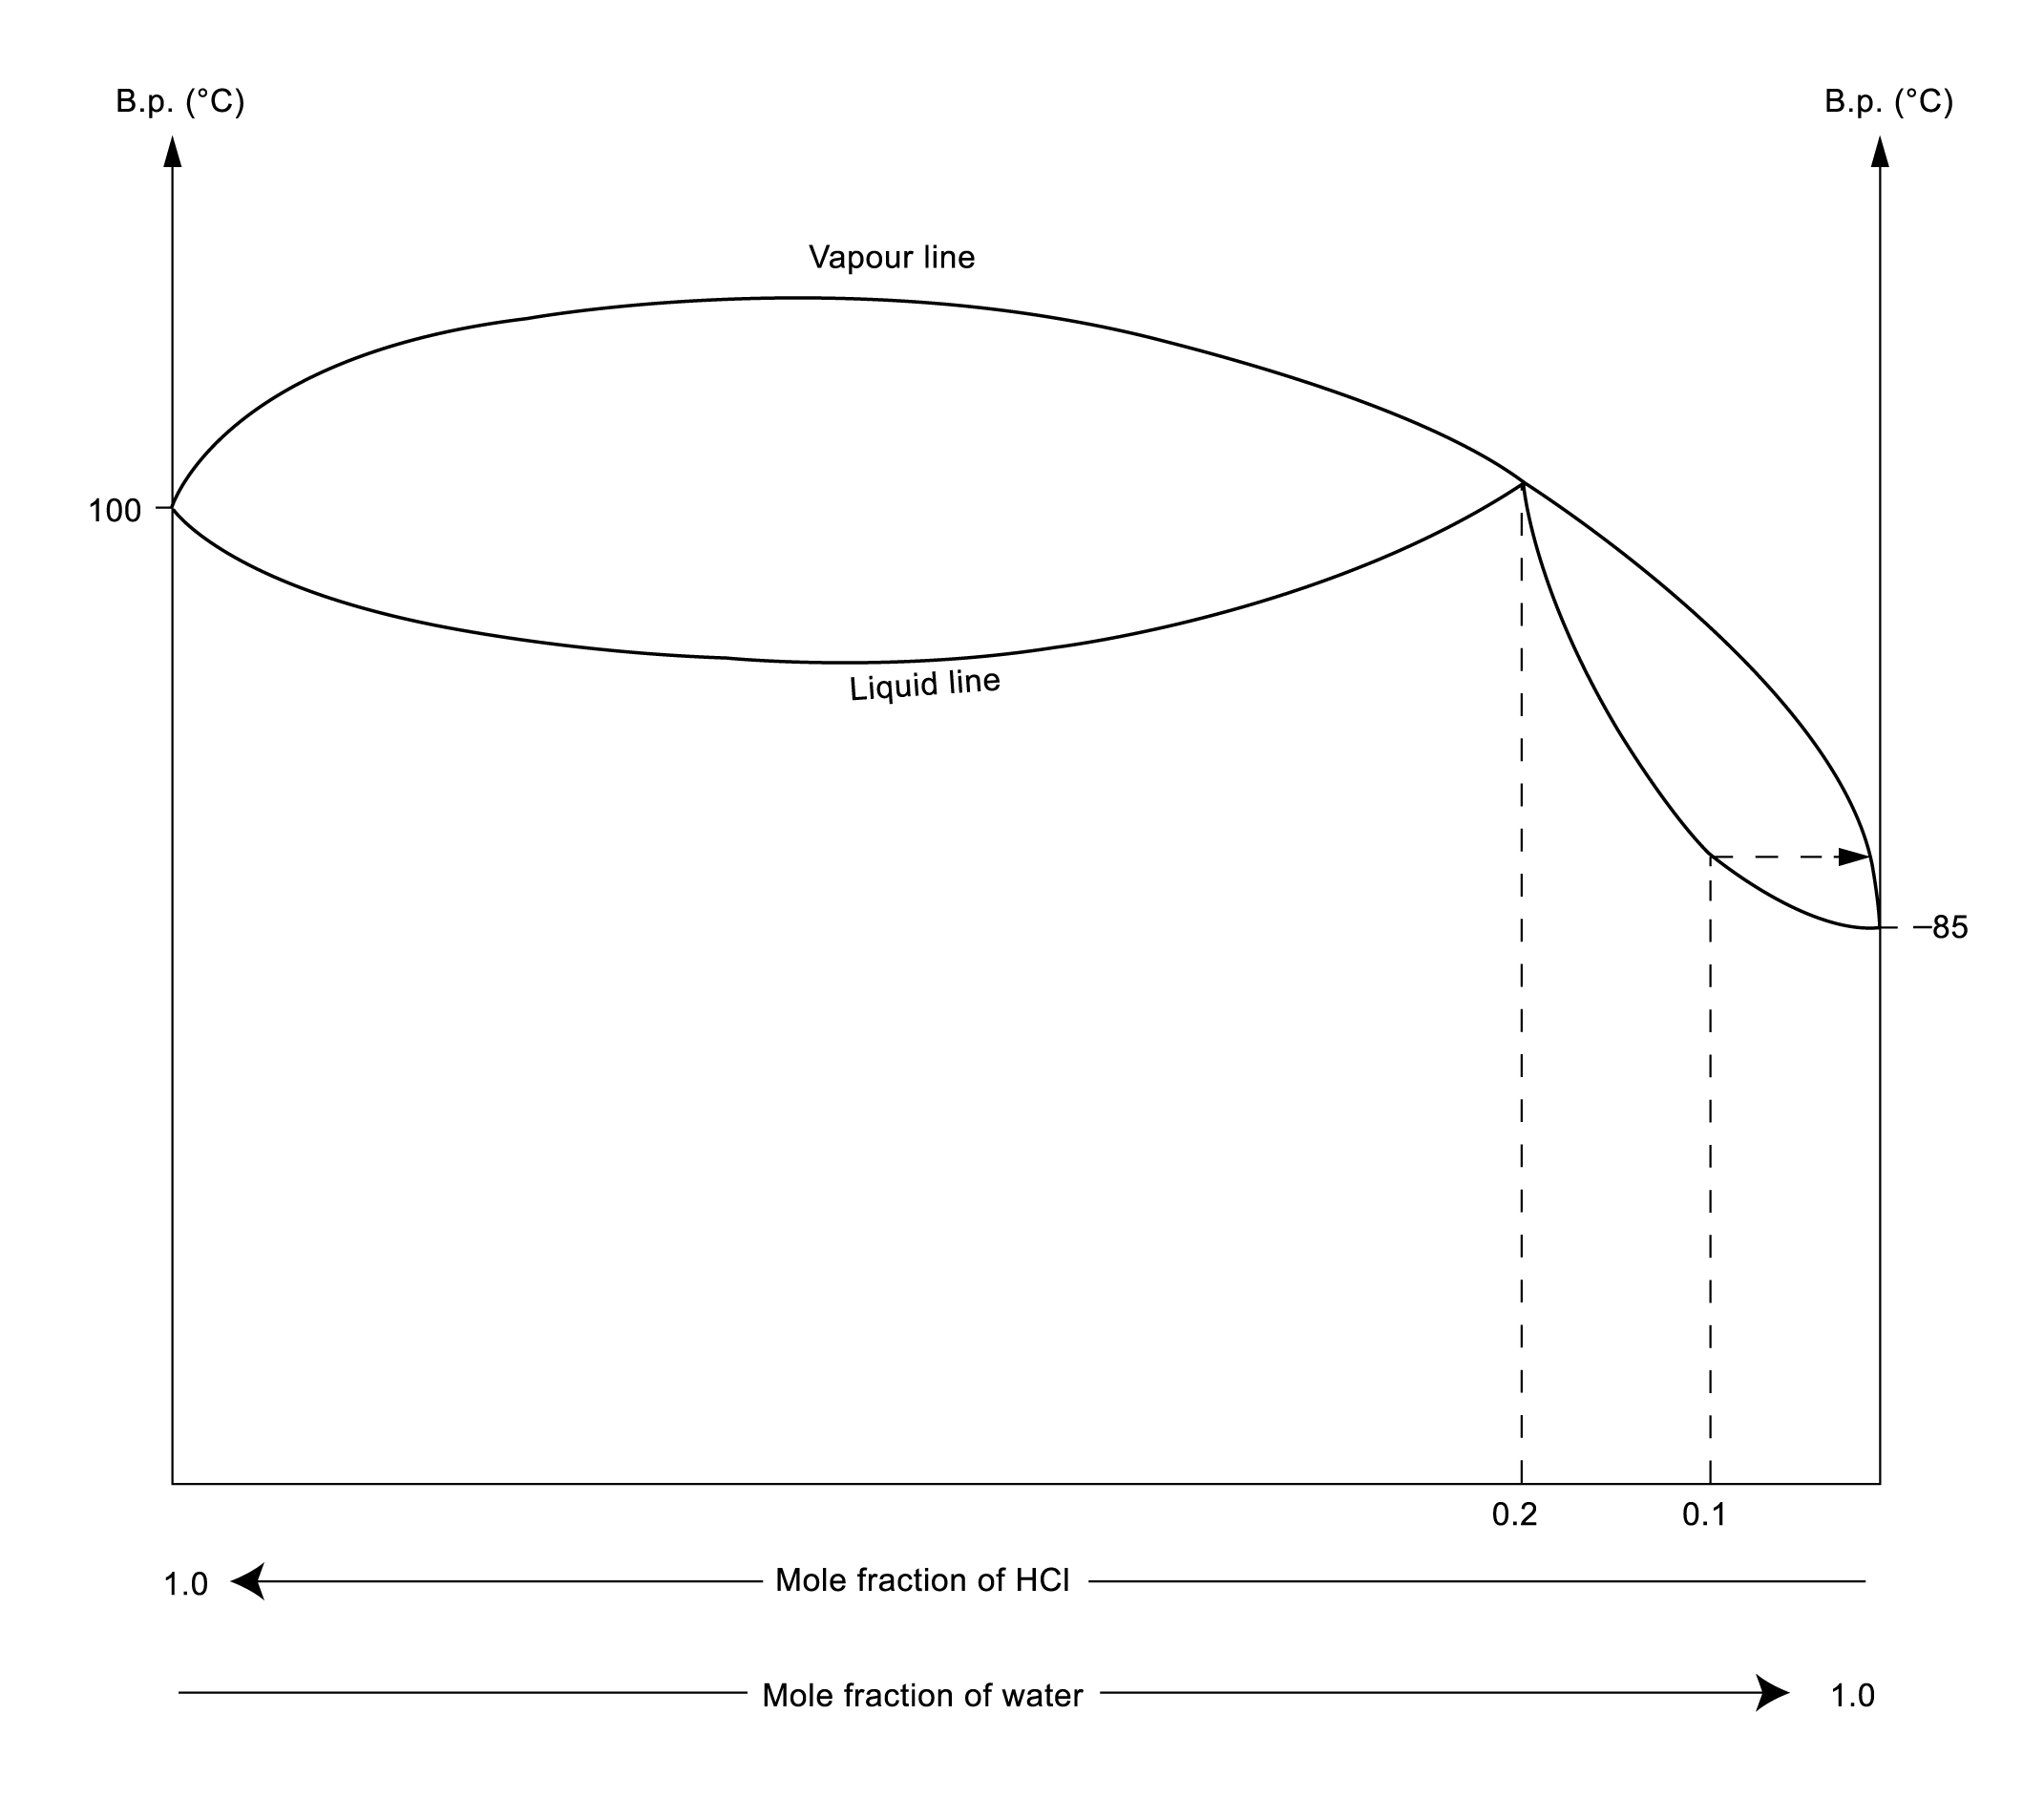 B.p. (°C)
B.p. (°C)
Vapour line
100
Liquid line
–85
0.2
0.1
1.0
Mole fraction of HCl
Mole fraction of water
1.0